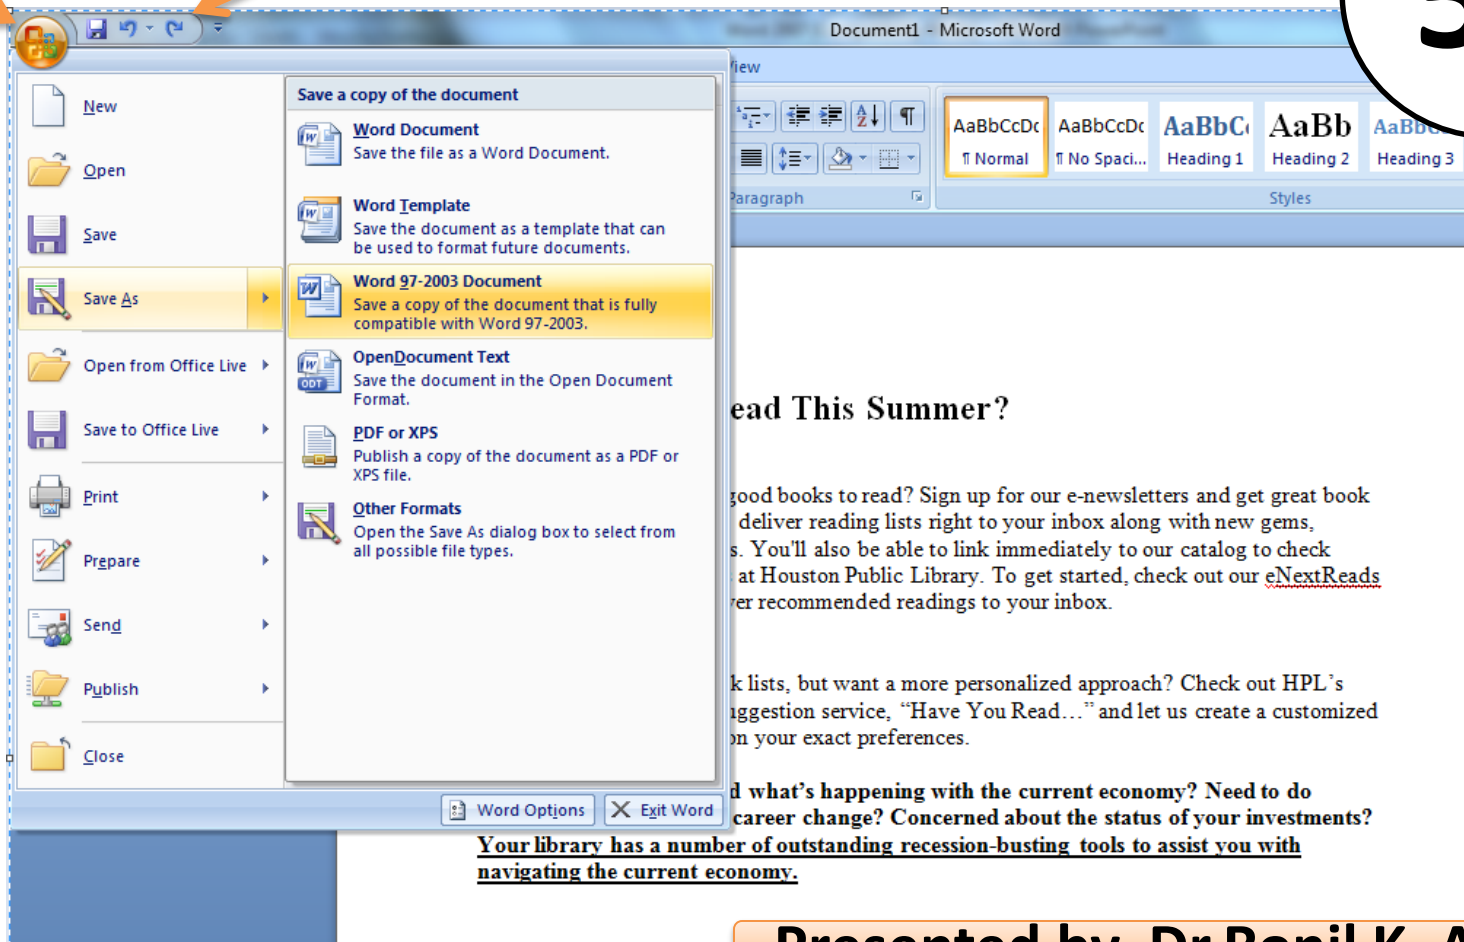 Document1 - Microsoft Word
New
Open
Save
Save As
Open from Office Live
Save to Office Live
Print
Prepare
Send
Publish
Close
Save a copy of the document
Word Document
Save the file as a Word Document.
Word Template
Save the document as a template that can
be used to format future documents.
Word 97-2003 Document
Save a copy of the document that is fully
compatible with Word 97-2003.
OpenDocument Text
ODT
Save the document in the Open Document
Format.
PDF or XPS
Publish a copy of the document as a PDF or
XPS file.
Other Formats
Open the Save As dialog box to select from
all possible file types.
Word Options
Exit Word
AaBbCcDc AaBbCcDc AaBbC AaBb
¶ Normal ¶ No Spaci... Heading 1 Heading 2 Heading 3
Paragraph
Styles
This Summer?
good books to read? Sign up for our e-newsletters and get great book
deliver reading lists right to your inbox along with new gems,
You'll also be able to link immediately to our catalog to check
at Houston Public Library. To get started, check out our eNextReads
recommended readings to your inbox.
lists, but want a more personalized approach? Check out HPL's
suggestion service, “Have You Read…” and let us create a customized
on your exact preferences.
what's happening with the current economy? Need to do
career change? Concerned about the status of your investments?
Your library has a number of outstanding recession-busting tools to assist you with
navigating the current economy.
Presented by Dr